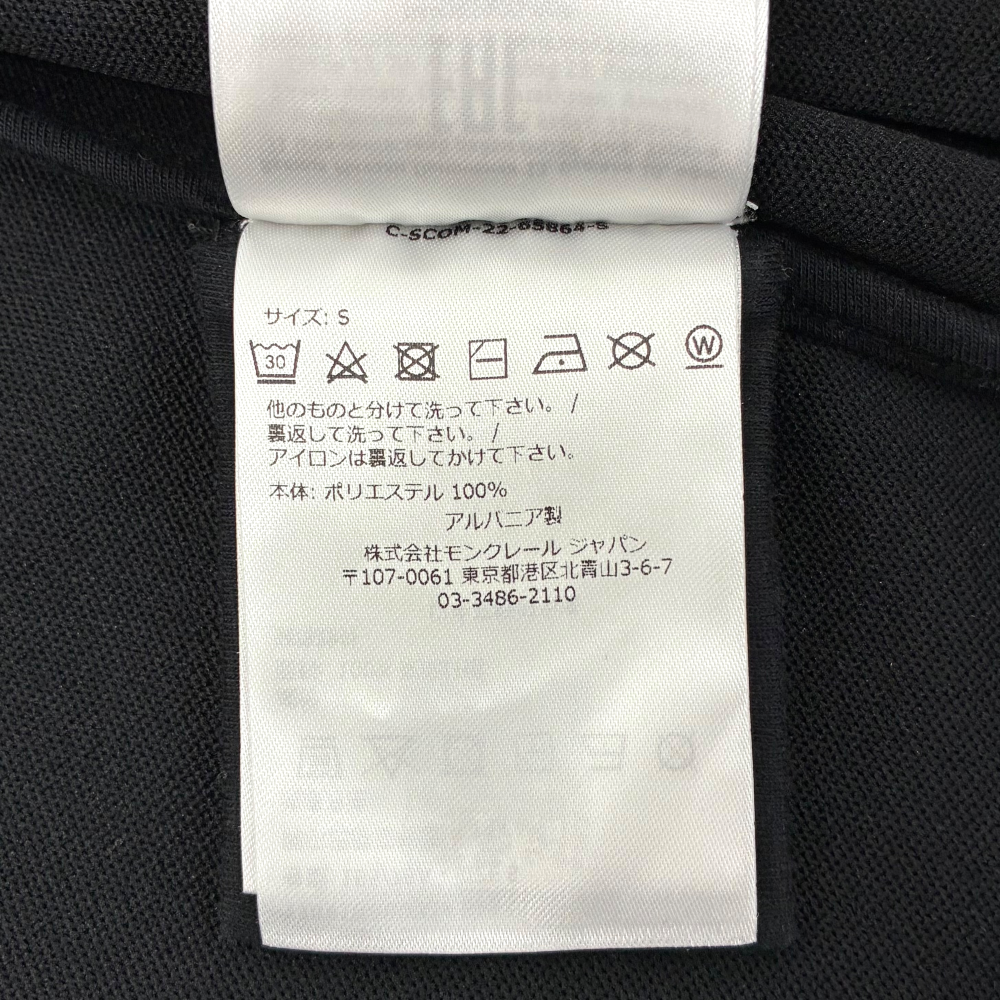 C-SCOM-22-65864-S
サイズ: S
30
W
他のものと分けて洗って下さい。 /
裏返して洗って下さい。 /
アイロンは裏返してかけて下さい。
本体: ポリエステル 100%
アルバニア製
株式会社モンクレール ジャパン
〒107-0061 東京都港区北青山3-6-7
03-3486-2110